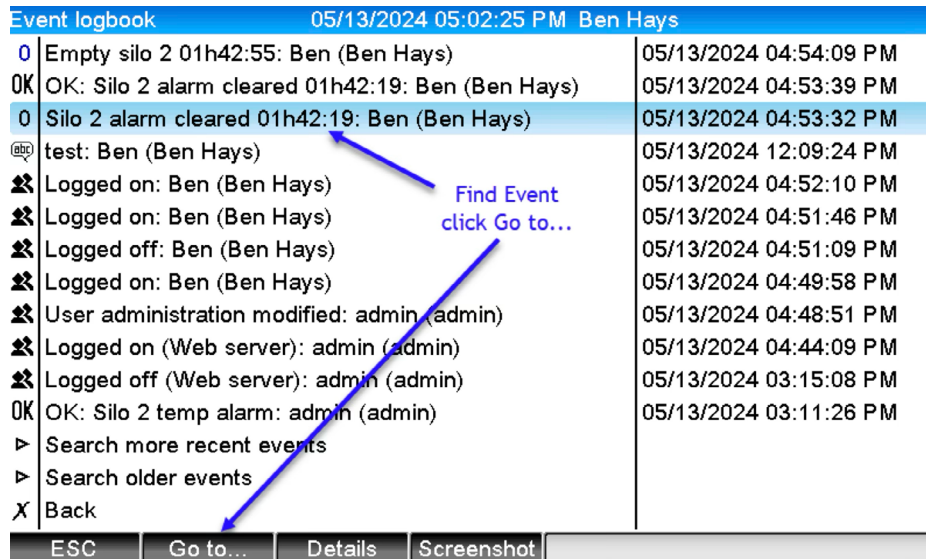 Event logbook 05/13/2024 05:02:25 PM Ben Hays
0 Empty silo 2 01h42:55: Ben (Ben Hays) 05/13/2024 04:54:09 PM
OK OK: Silo 2 alarm cleared 01h42:19: Ben (Ben Hays) 05/13/2024 04:53:39 PM
0 Silo 2 alarm cleared 01h42:19: Ben (Ben Hays) 05/13/2024 04:53:32 PM
abc test: Ben (Ben Hays) 05/13/2024 12:09:24 PM
Logged on: Ben (Ben Hays) 05/13/2024 04:52:10 PM
Logged on: Ben (Ben Hays) 05/13/2024 04:51:46 PM
Logged off: Ben (Ben Hays) 05/13/2024 04:51:09 PM
Logged on: Ben (Ben Hays) 05/13/2024 04:49:58 PM
User administration modified: admin (admin) 05/13/2024 04:48:51 PM
Logged on (Web server): admin (admin) 05/13/2024 04:44:09 PM
Logged off (Web server): admin (admin) 05/13/2024 03:15:08 PM
OK OK: Silo 2 temp alarm: admin (admin) 05/13/2024 03:11:26 PM
Search more recent events
Search older events
X Back
Find Event
click Go to...
ESC Go to... Details Screenshot